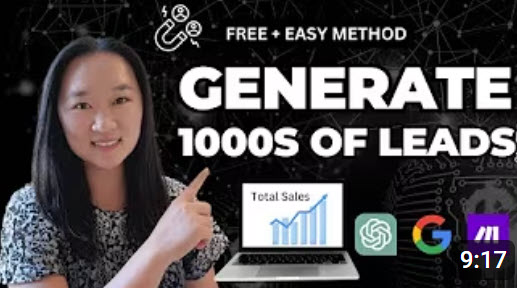 FREE + EASY METHOD
GENERATE
1000S OF LEADS
Total Sales
9:17